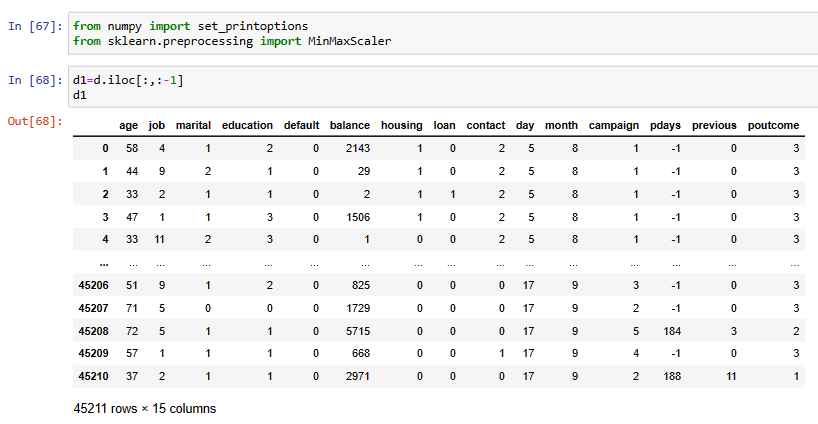 In [67]: from numpy import set_printoptions
from sklearn.preprocessing import MinMaxScaler
In [68]: d1=d.iloc[:,:-1]
d1
Out[68]:
age job marital education default balance housing loan contact day month campaign pdays previous poutcome
0 58 4 1 2 0 2143 1 0 2 5 8 1 -1 0 3
1 44 9 2 1 0 29 1 0 2 5 8 1 -1 0 3
2 33 2 1 1 0 2 1 1 2 5 8 1 -1 0 3
3 47 1 1 3 0 1506 1 0 2 5 8 1 -1 0 3
4 33 11 2 3 0 1 0 0 2 5 8 1 -1 0 3
... ... ... ... ... ... ... ... ... ... ... ... ... ... ... ...
45206 51 9 1 2 0 825 0 0 0 17 9 3 -1 0 3
45207 71 5 0 0 0 1729 0 0 0 17 9 2 -1 0 3
45208 72 5 1 1 0 5715 0 0 0 17 9 5 184 3 2
45209 57 1 1 1 0 668 0 0 1 17 9 4 -1 0 3
45210 37 2 1 1 0 2971 0 0 0 17 9 2 188 11 1
45211 rows × 15 columns